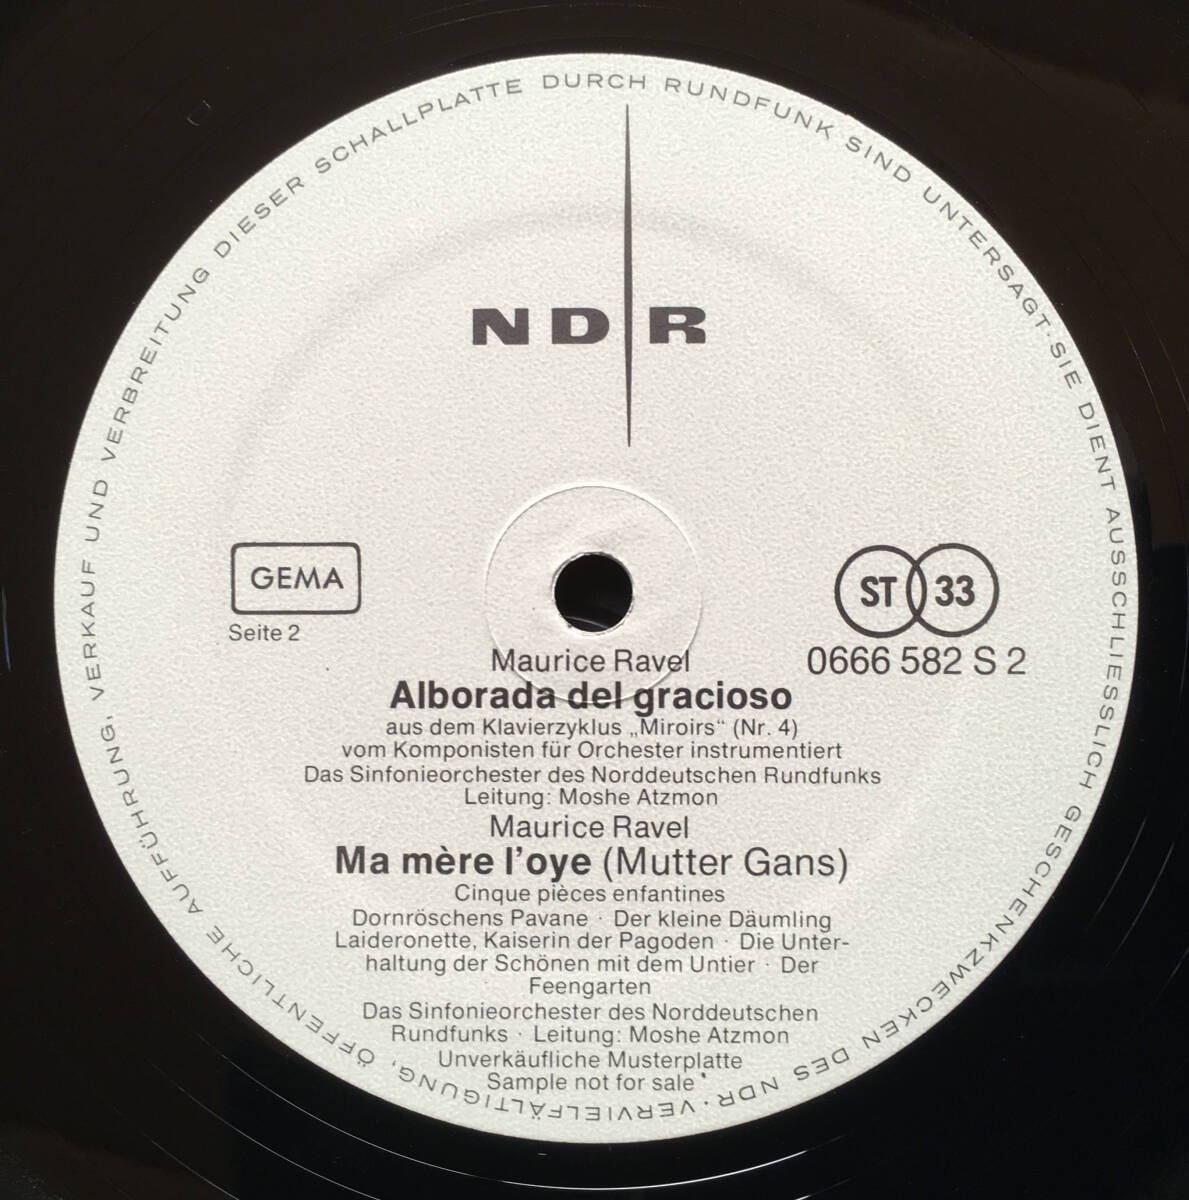 VERVIELFÄLTIGUNG, ÖFFENTLICHE AUFFÜHRUNG, VERKAUF UND VERBREITUNG DIESER SCHALLPLATTE DURCH RUNDFUNK SIND UNTERSAGT · SIE DIENT AUSSCHLIESSLICH GESCHENKZWECKEN DES NDR ·
NDR
GEMA
Seite 2
ST 33
0666 582 S 2
Maurice Ravel
Alborada del gracioso
aus dem Klavierzyklus „Miroirs“ (Nr. 4)
vom Komponisten für Orchester instrumentiert
Das Sinfonieorchester des Norddeutschen Rundfunks
Leitung: Moshe Atzmon
Maurice Ravel
Ma mère l'oye (Mutter Gans)
Cinque pièces enfantines
Dornröschens Pavane · Der kleine Däumling
Laideronette, Kaiserin der Pagoden · Die Unter-
haltung der Schönen mit dem Untier · Der
Feengarten
Das Sinfonieorchester des Norddeutschen
Rundfunks · Leitung: Moshe Atzmon
Unverkäufliche Musterplatte
Sample not for sale